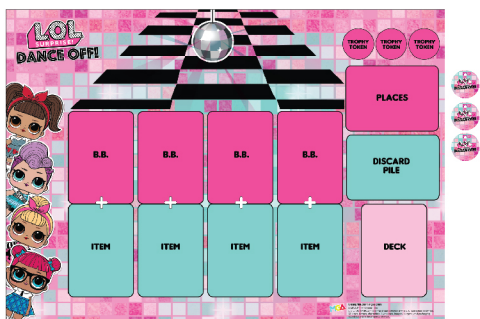 L.O.L.
SURPRISE!
DANCE OFF!
TROPHY
TOKEN
TROPHY
TOKEN
TROPHY
TOKEN
PLACES
B.B.
B.B.
B.B.
B.B.
DISCARD
PILE
ITEM
ITEM
ITEM
ITEM
DECK